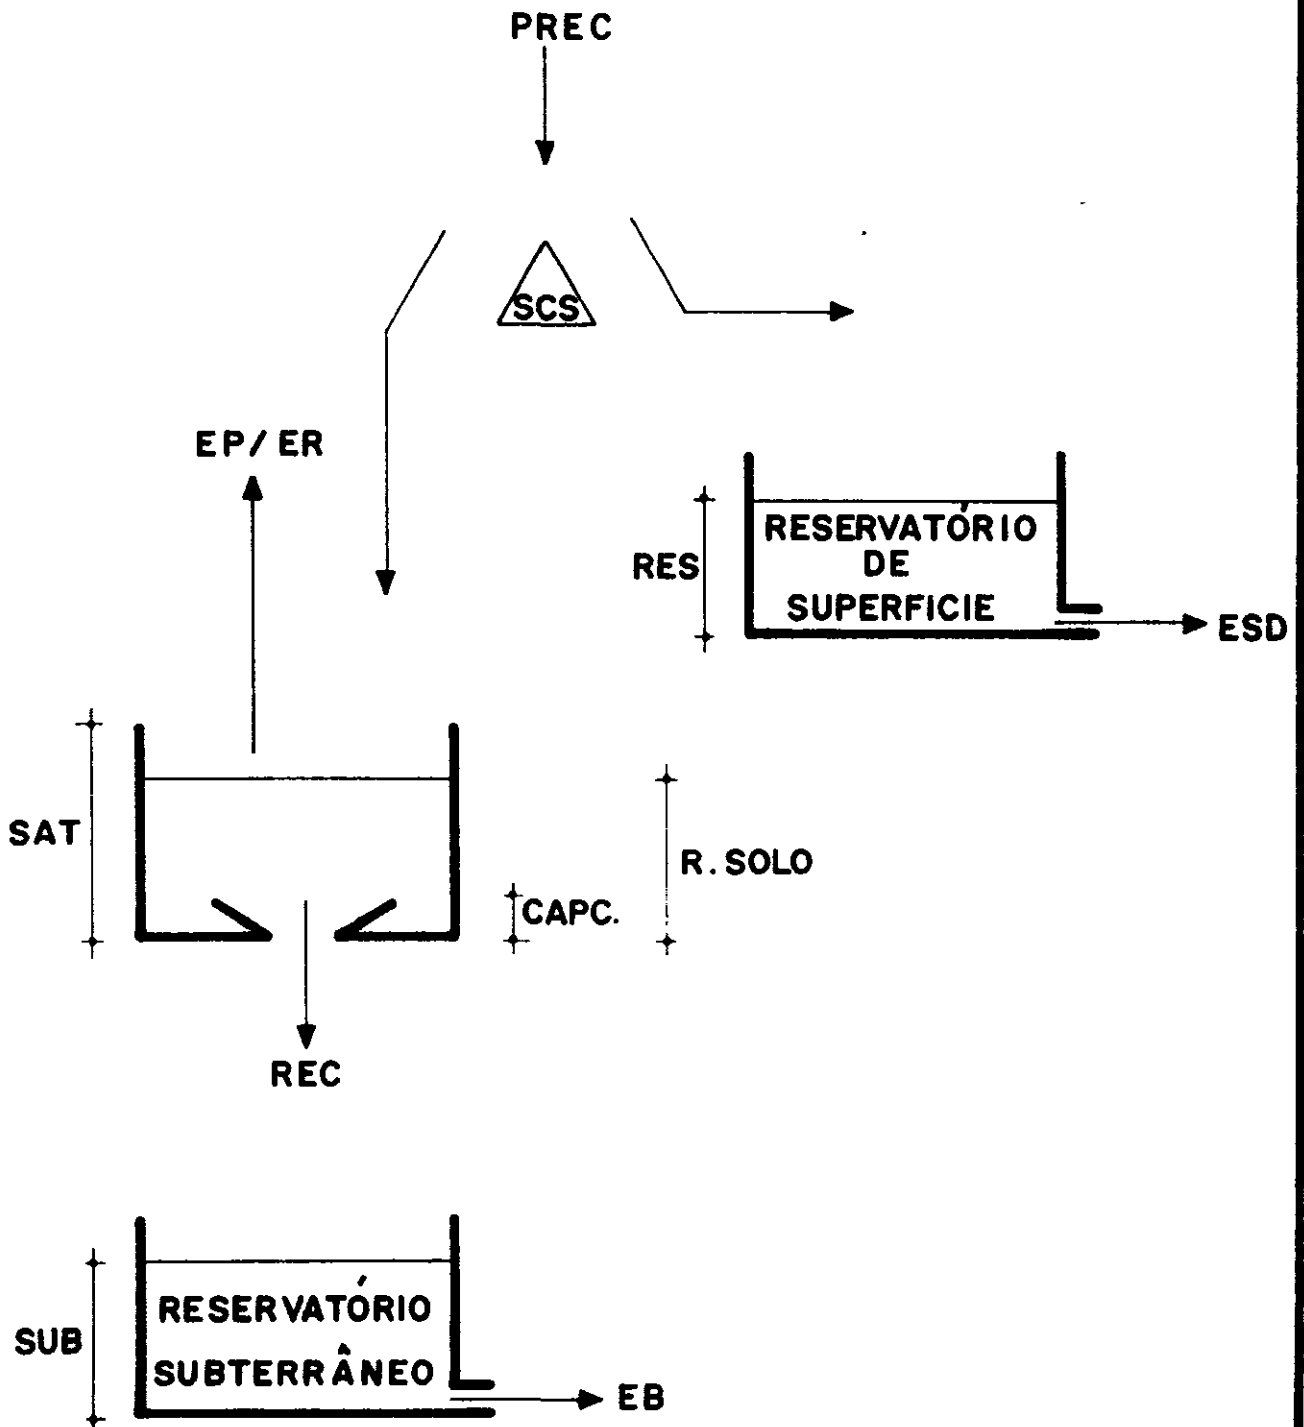 PREC
SCS
EP/ER
RESERVATÓRIO
DE
SUPERFICIE
RES
ESD
SAT
R. SOLO
CAPC.
REC
RESERVATÓRIO
SUBTERRÂNEO
SUB
EB